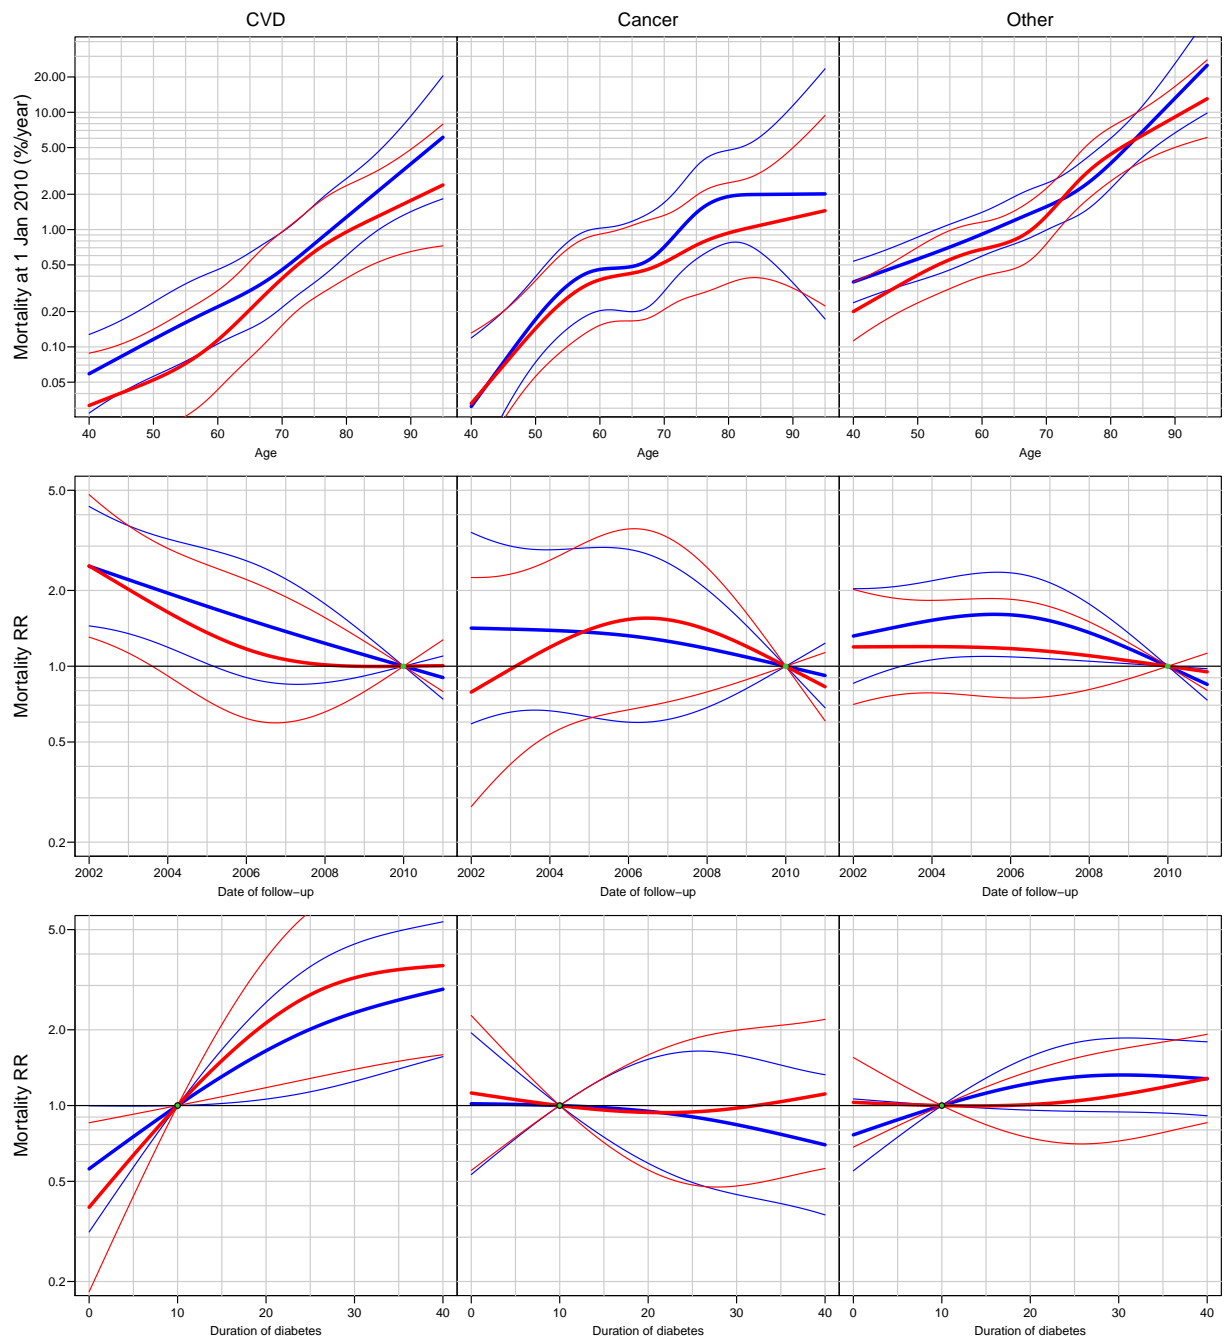 CVD Cancer Other
Mortality at 1 Jan 2010 (%/year)
20.00
10.00
5.00
2.00
1.00
0.50
0.20
0.10
0.05
40 50 60 70 80 90 40 50 60 70 80 90 40 50 60 70 80 90
Age Age Age
Mortality RR
5.0
2.0
1.0
0.5
0.2
2002 2004 2006 2008 2010 2002 2004 2006 2008 2010 2002 2004 2006 2008 2010
Date of follow−up Date of follow−up Date of follow−up
Mortality RR
5.0
2.0
1.0
0.5
0.2
0 10 20 30 40 0 10 20 30 40 0 10 20 30 40
Duration of diabetes Duration of diabetes Duration of diabetes